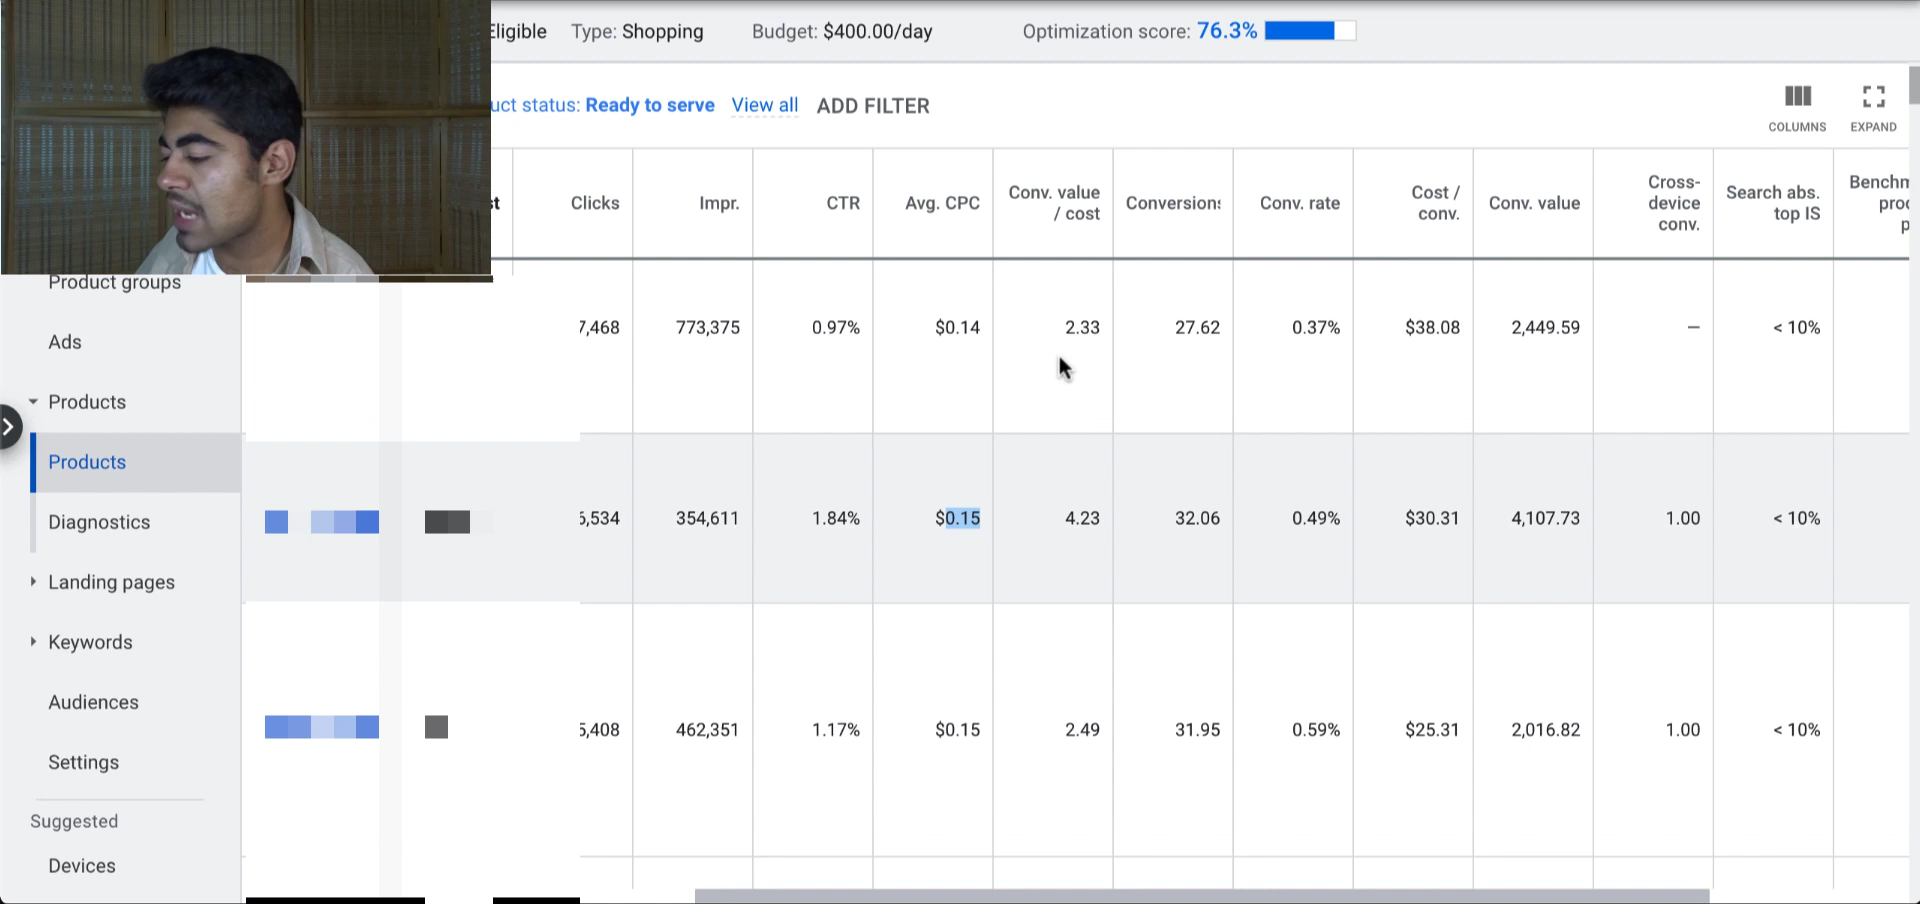 Eligible Type: Shopping Budget: $400.00/day Optimization score: 76.3%
uct status: Ready to serve View all ADD FILTER
COLUMNS EXPAND
st Clicks Impr. CTR Avg. CPC Conv. value / cost Conversions Conv. rate Cost / conv. Conv. value Cross-device conv. Search abs. top IS Benchm proc p
7,468 773,375 0.97% $0.14 2.33 27.62 0.37% $38.08 2,449.59 — < 10%
6,534 354,611 1.84% $0.15 4.23 32.06 0.49% $30.31 4,107.73 1.00 < 10%
5,408 462,351 1.17% $0.15 2.49 31.95 0.59% $25.31 2,016.82 1.00 < 10%
Product groups
Ads
Products
Products
Diagnostics
Landing pages
Keywords
Audiences
Settings
Suggested
Devices